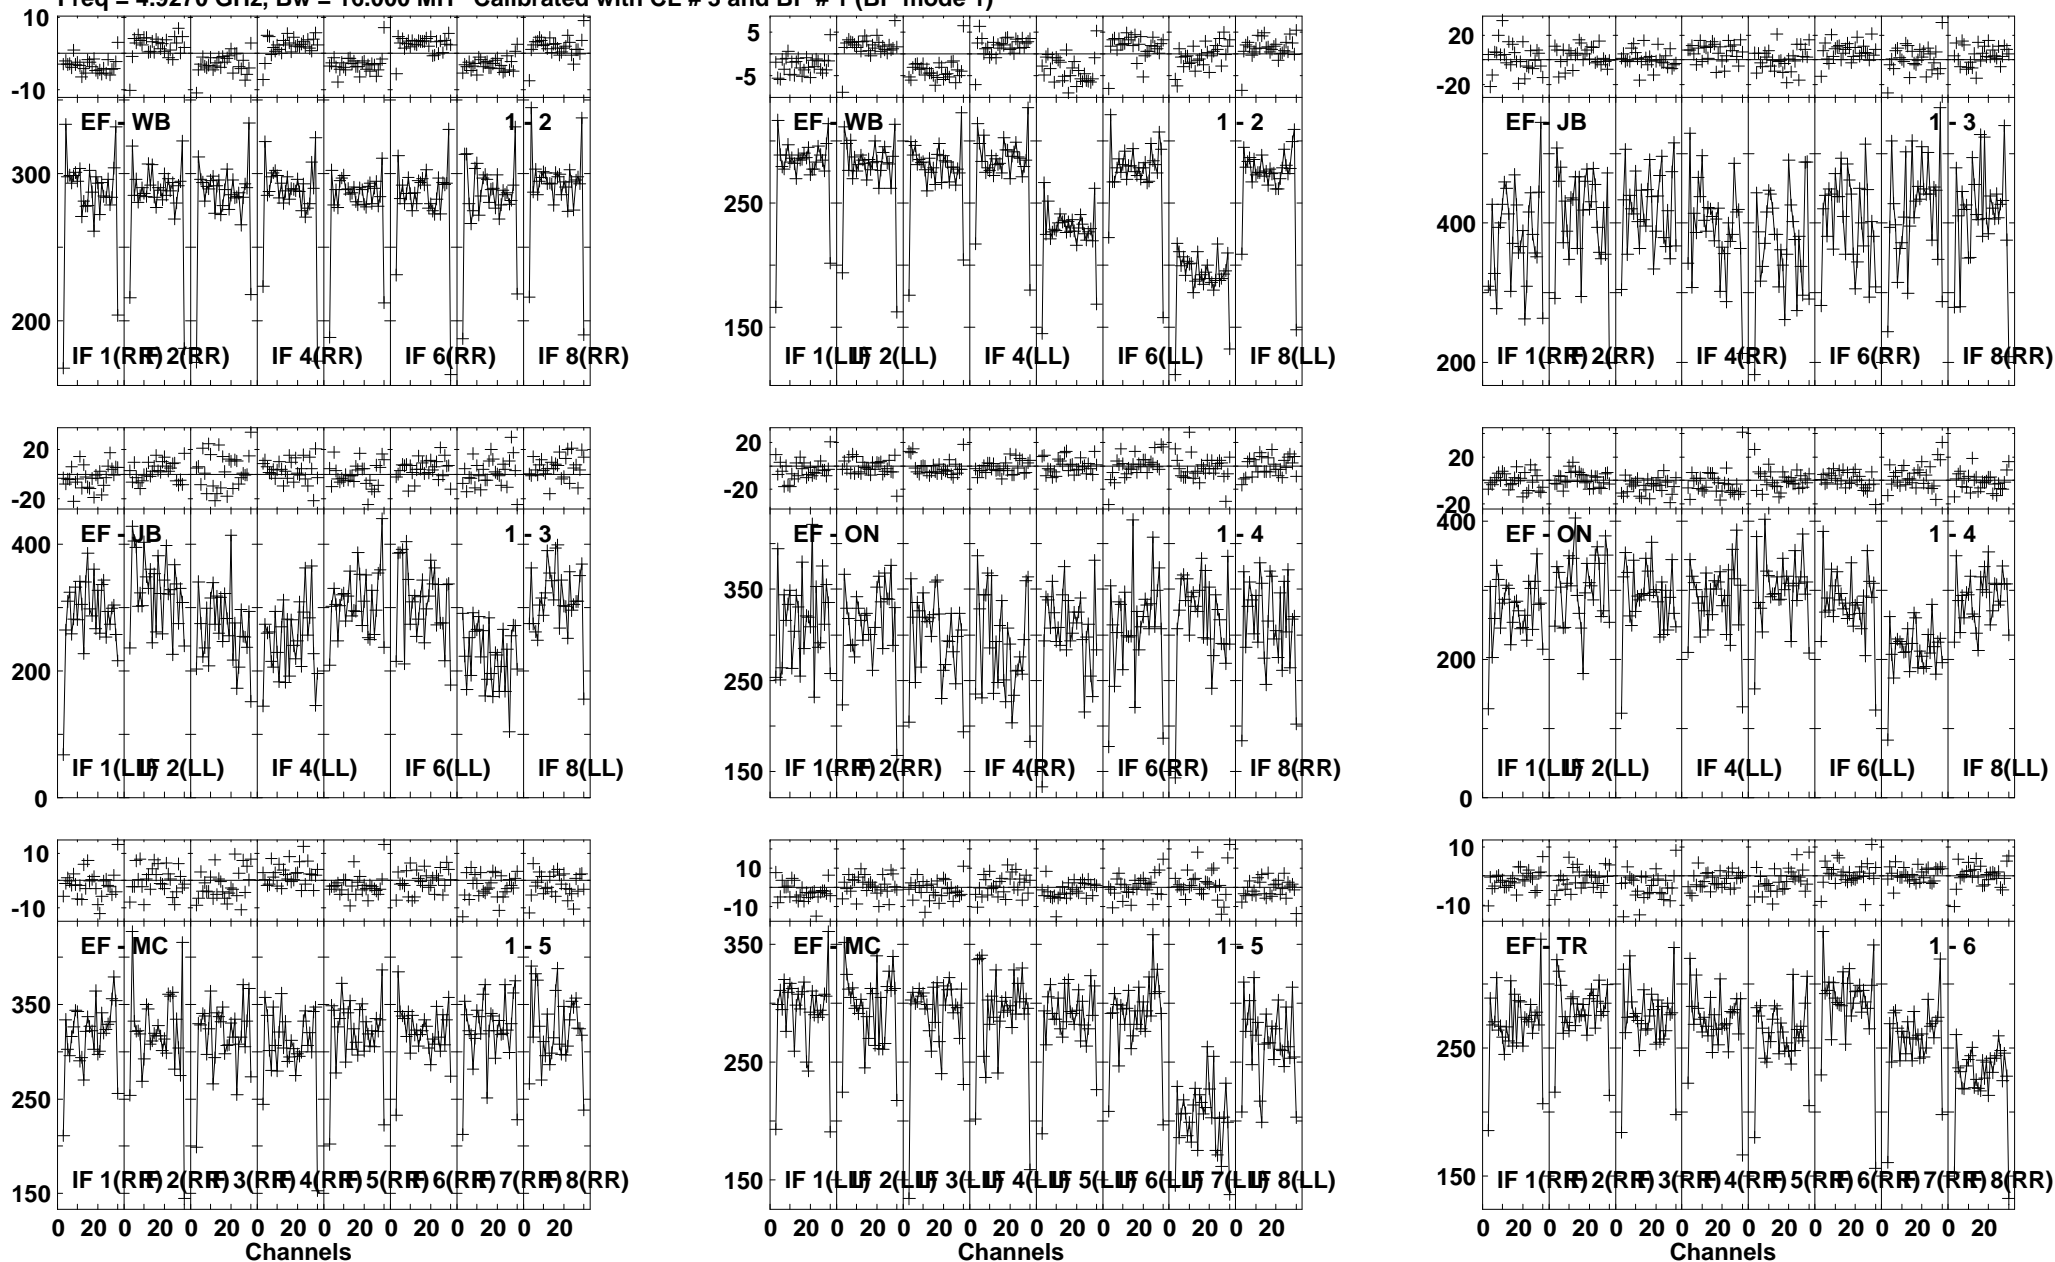 Freq = 4.9270 GHz, Bw = 16.000 MH Calibrated with CL # 3 and BP # 1 (BP mode 1)
10
0
-10
EF - WB 1 - 2
300
200
IF 1(RR) IF 2(RR) IF 4(RR) IF 6(RR) IF 8(RR)
5
-5
EF - WB 1 - 2
250
150
IF 1(LL) IF 2(LL) IF 4(LL) IF 6(LL) IF 8(LL)
20
-20
EF - JB 1 - 3
400
200
IF 1(RR) IF 2(RR) IF 4(RR) IF 6(RR) IF 8(RR)
20
-20
EF - JB 1 - 3
400
200
0
IF 1(LL) IF 2(LL) IF 4(LL) IF 6(LL) IF 8(LL)
20
-20
EF - ON 1 - 4
350
250
150
IF 1(RR) IF 2(RR) IF 4(RR) IF 6(RR) IF 8(RR)
20
-20
EF - ON 1 - 4
400
200
0
IF 1(LL) IF 2(LL) IF 4(LL) IF 6(LL) IF 8(LL)
10
-10
EF - MC 1 - 5
350
250
150
IF 1(RR) IF 2(RR) IF 3(RR) IF 4(RR) IF 5(RR) IF 6(RR) IF 7(RR) IF 8(RR)
0 20 0 20 0 20 0 20 0 20 0 20 0 20 0 20
Channels
10
-10
EF - MC 1 - 5
350
250
150
IF 1(LL) IF 2(LL) IF 3(LL) IF 4(LL) IF 5(LL) IF 6(LL) IF 7(LL) IF 8(LL)
0 20 0 20 0 20 0 20 0 20 0 20 0 20 0 20
Channels
10
-10
EF - TR 1 - 6
250
150
IF 1(RR) IF 2(RR) IF 3(RR) IF 4(RR) IF 5(RR) IF 6(RR) IF 7(RR) IF 8(RR)
0 20 0 20 0 20 0 20 0 20 0 20 0 20 0 20
Channels